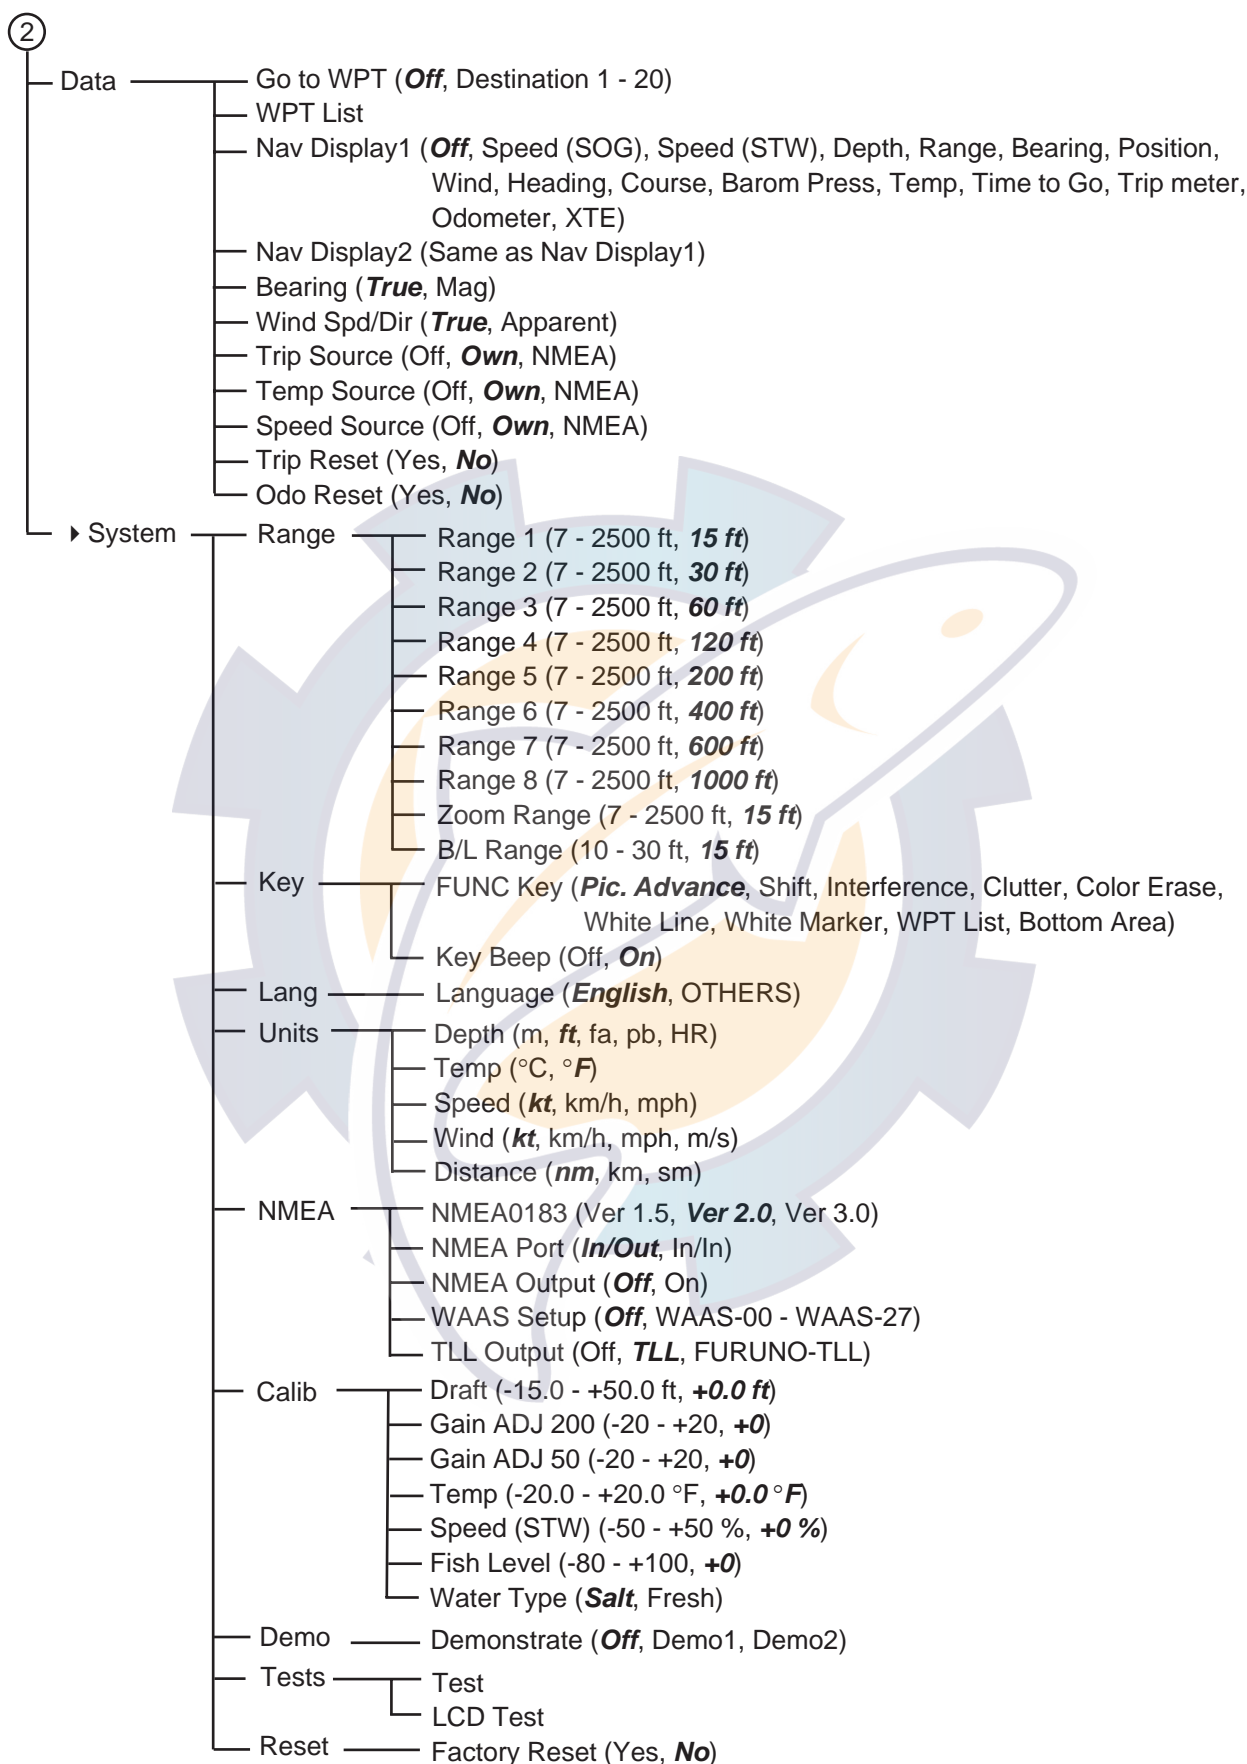 2
Data
Go to WPT (Off, Destination 1 - 20)
WPT List
Nav Display1 (Off, Speed (SOG), Speed (STW), Depth, Range, Bearing, Position,
Wind, Heading, Course, Barom Press, Temp, Time to Go, Trip meter,
Odometer, XTE)
Nav Display2 (Same as Nav Display1)
Bearing (True, Mag)
Wind Spd/Dir (True, Apparent)
Trip Source (Off, Own, NMEA)
Temp Source (Off, Own, NMEA)
Speed Source (Off, Own, NMEA)
Trip Reset (Yes, No)
Odo Reset (Yes, No)
System
Range
Range 1 (7 - 2500 ft, 15 ft)
Range 2 (7 - 2500 ft, 30 ft)
Range 3 (7 - 2500 ft, 60 ft)
Range 4 (7 - 2500 ft, 120 ft)
Range 5 (7 - 2500 ft, 200 ft)
Range 6 (7 - 2500 ft, 400 ft)
Range 7 (7 - 2500 ft, 600 ft)
Range 8 (7 - 2500 ft, 1000 ft)
Zoom Range (7 - 2500 ft, 15 ft)
B/L Range (10 - 30 ft, 15 ft)
Key
FUNC Key (Pic. Advance, Shift, Interference, Clutter, Color Erase,
White Line, White Marker, WPT List, Bottom Area)
Key Beep (Off, On)
Lang
Language (English, OTHERS)
Units
Depth (m, ft, fa, pb, HR)
Temp (°C, °F)
Speed (kt, km/h, mph)
Wind (kt, km/h, mph, m/s)
Distance (nm, km, sm)
NMEA
NMEA0183 (Ver 1.5, Ver 2.0, Ver 3.0)
NMEA Port (In/Out, In/In)
NMEA Output (Off, On)
WAAS Setup (Off, WAAS-00 - WAAS-27)
TLL Output (Off, TLL, FURUNO-TLL)
Calib
Draft (-15.0 - +50.0 ft, +0.0 ft)
Gain ADJ 200 (-20 - +20, +0)
Gain ADJ 50 (-20 - +20, +0)
Temp (-20.0 - +20.0 °F, +0.0 °F)
Speed (STW) (-50 - +50 %, +0 %)
Fish Level (-80 - +100, +0)
Water Type (Salt, Fresh)
Demo
Demonstrate (Off, Demo1, Demo2)
Tests
Test
LCD Test
Reset
Factory Reset (Yes, No)